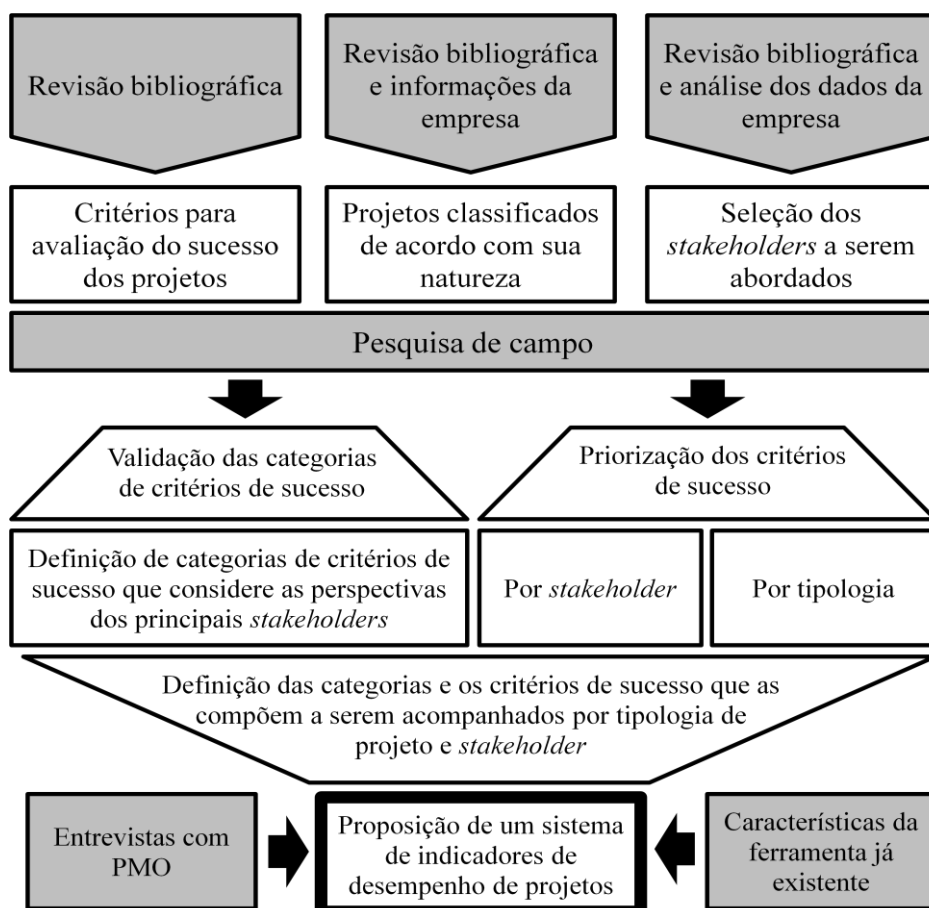 Revisão bibliográfica
Revisão bibliográfica
e informações da
empresa
Revisão bibliográfica
e análise dos dados da
empresa
Critérios para
avaliação do sucesso
dos projetos
Projetos classificados
de acordo com sua
natureza
Seleção dos
stakeholders a serem
abordados
Pesquisa de campo
Validação das categorias
de critérios de sucesso
Priorização dos critérios
de sucesso
Definição de categorias de critérios de
sucesso que considere as perspectivas
dos principais stakeholders
Por stakeholder
Por tipologia
Definição das categorias e os critérios de sucesso que as
compõem a serem acompanhados por tipologia de
projeto e stakeholder
Entrevistas com
PMO
Proposição de um sistema
de indicadores de
desempenho de projetos
Características da
ferramenta já
existente